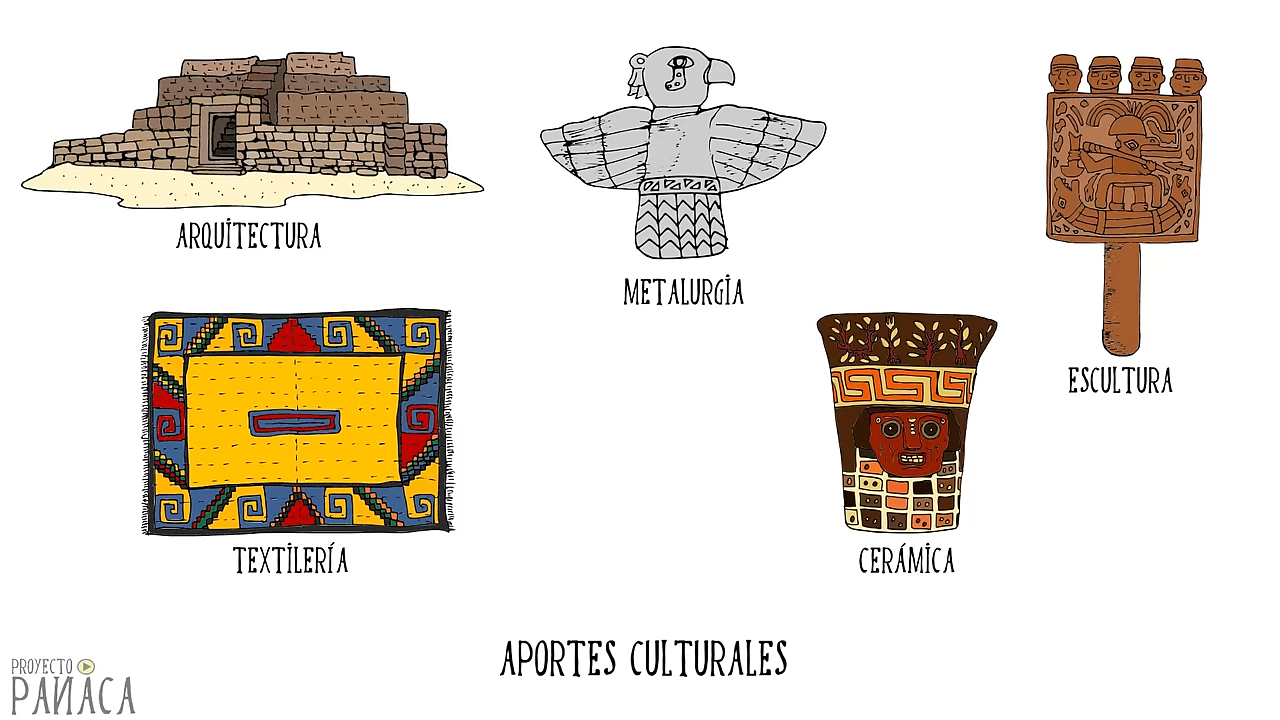 ARQUITECTURA
METALURGIA
ESCULTURA
TEXTILERÍA
CERÁMICA
APORTES CULTURALES
PROYECTO
PANACA